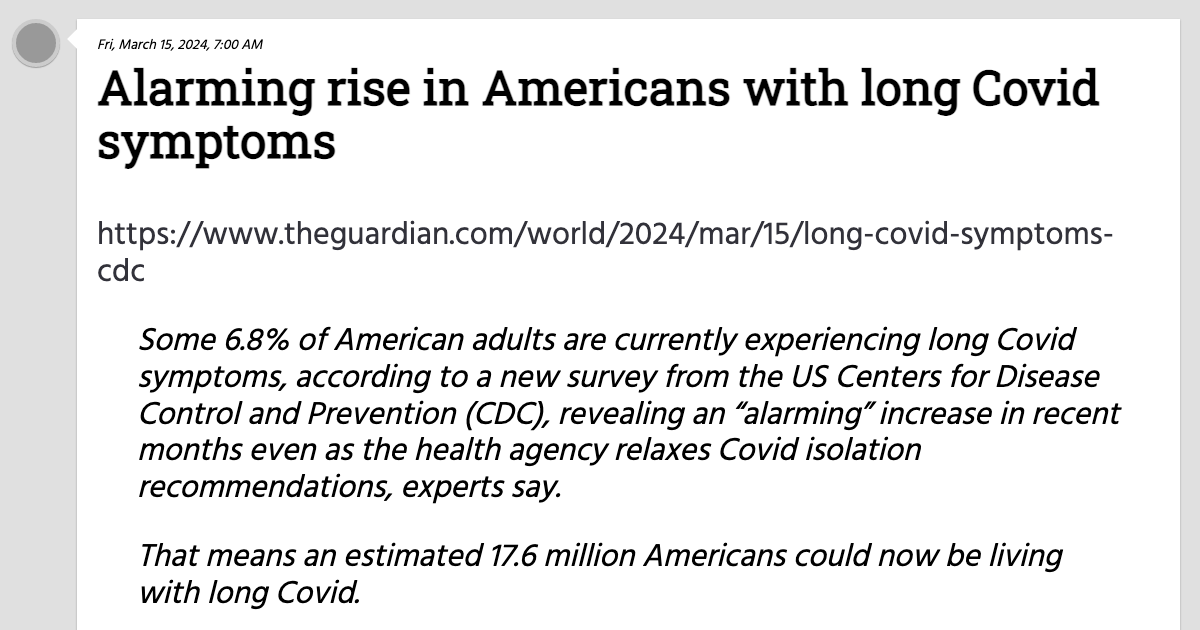 Fri, March 15, 2024, 7:00 AM
Alarming rise in Americans with long Covid
symptoms
https://www.theguardian.com/world/2024/mar/15/long-covid-symptoms-
cdc
Some 6.8% of American adults are currently experiencing long Covid
symptoms, according to a new survey from the US Centers for Disease
Control and Prevention (CDC), revealing an “alarming” increase in recent
months even as the health agency relaxes Covid isolation
recommendations, experts say.
That means an estimated 17.6 million Americans could now be living
with long Covid.